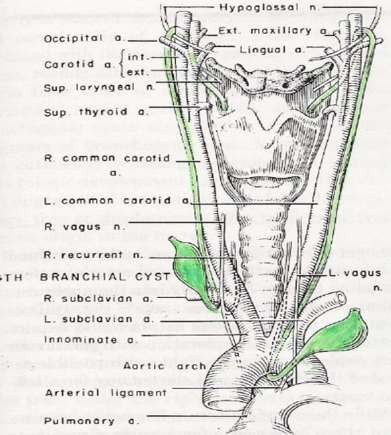 Hypoglossal n.
Occipital a.
Ext. maxillary a.
Carotid a. { int.
ext.
Lingual a.
Sup. laryngeal n.
Sup. thyroid a.
R. common carotid
a.
L. common carotid a.
R. vagus n.
R. recurrent n.
4TH BRANCHIAL CYST
L. vagus
n.
R. subclavian a.
L. subclavian a.
Innominate a.
Aortic arch
Arterial ligament
Pulmonary a.